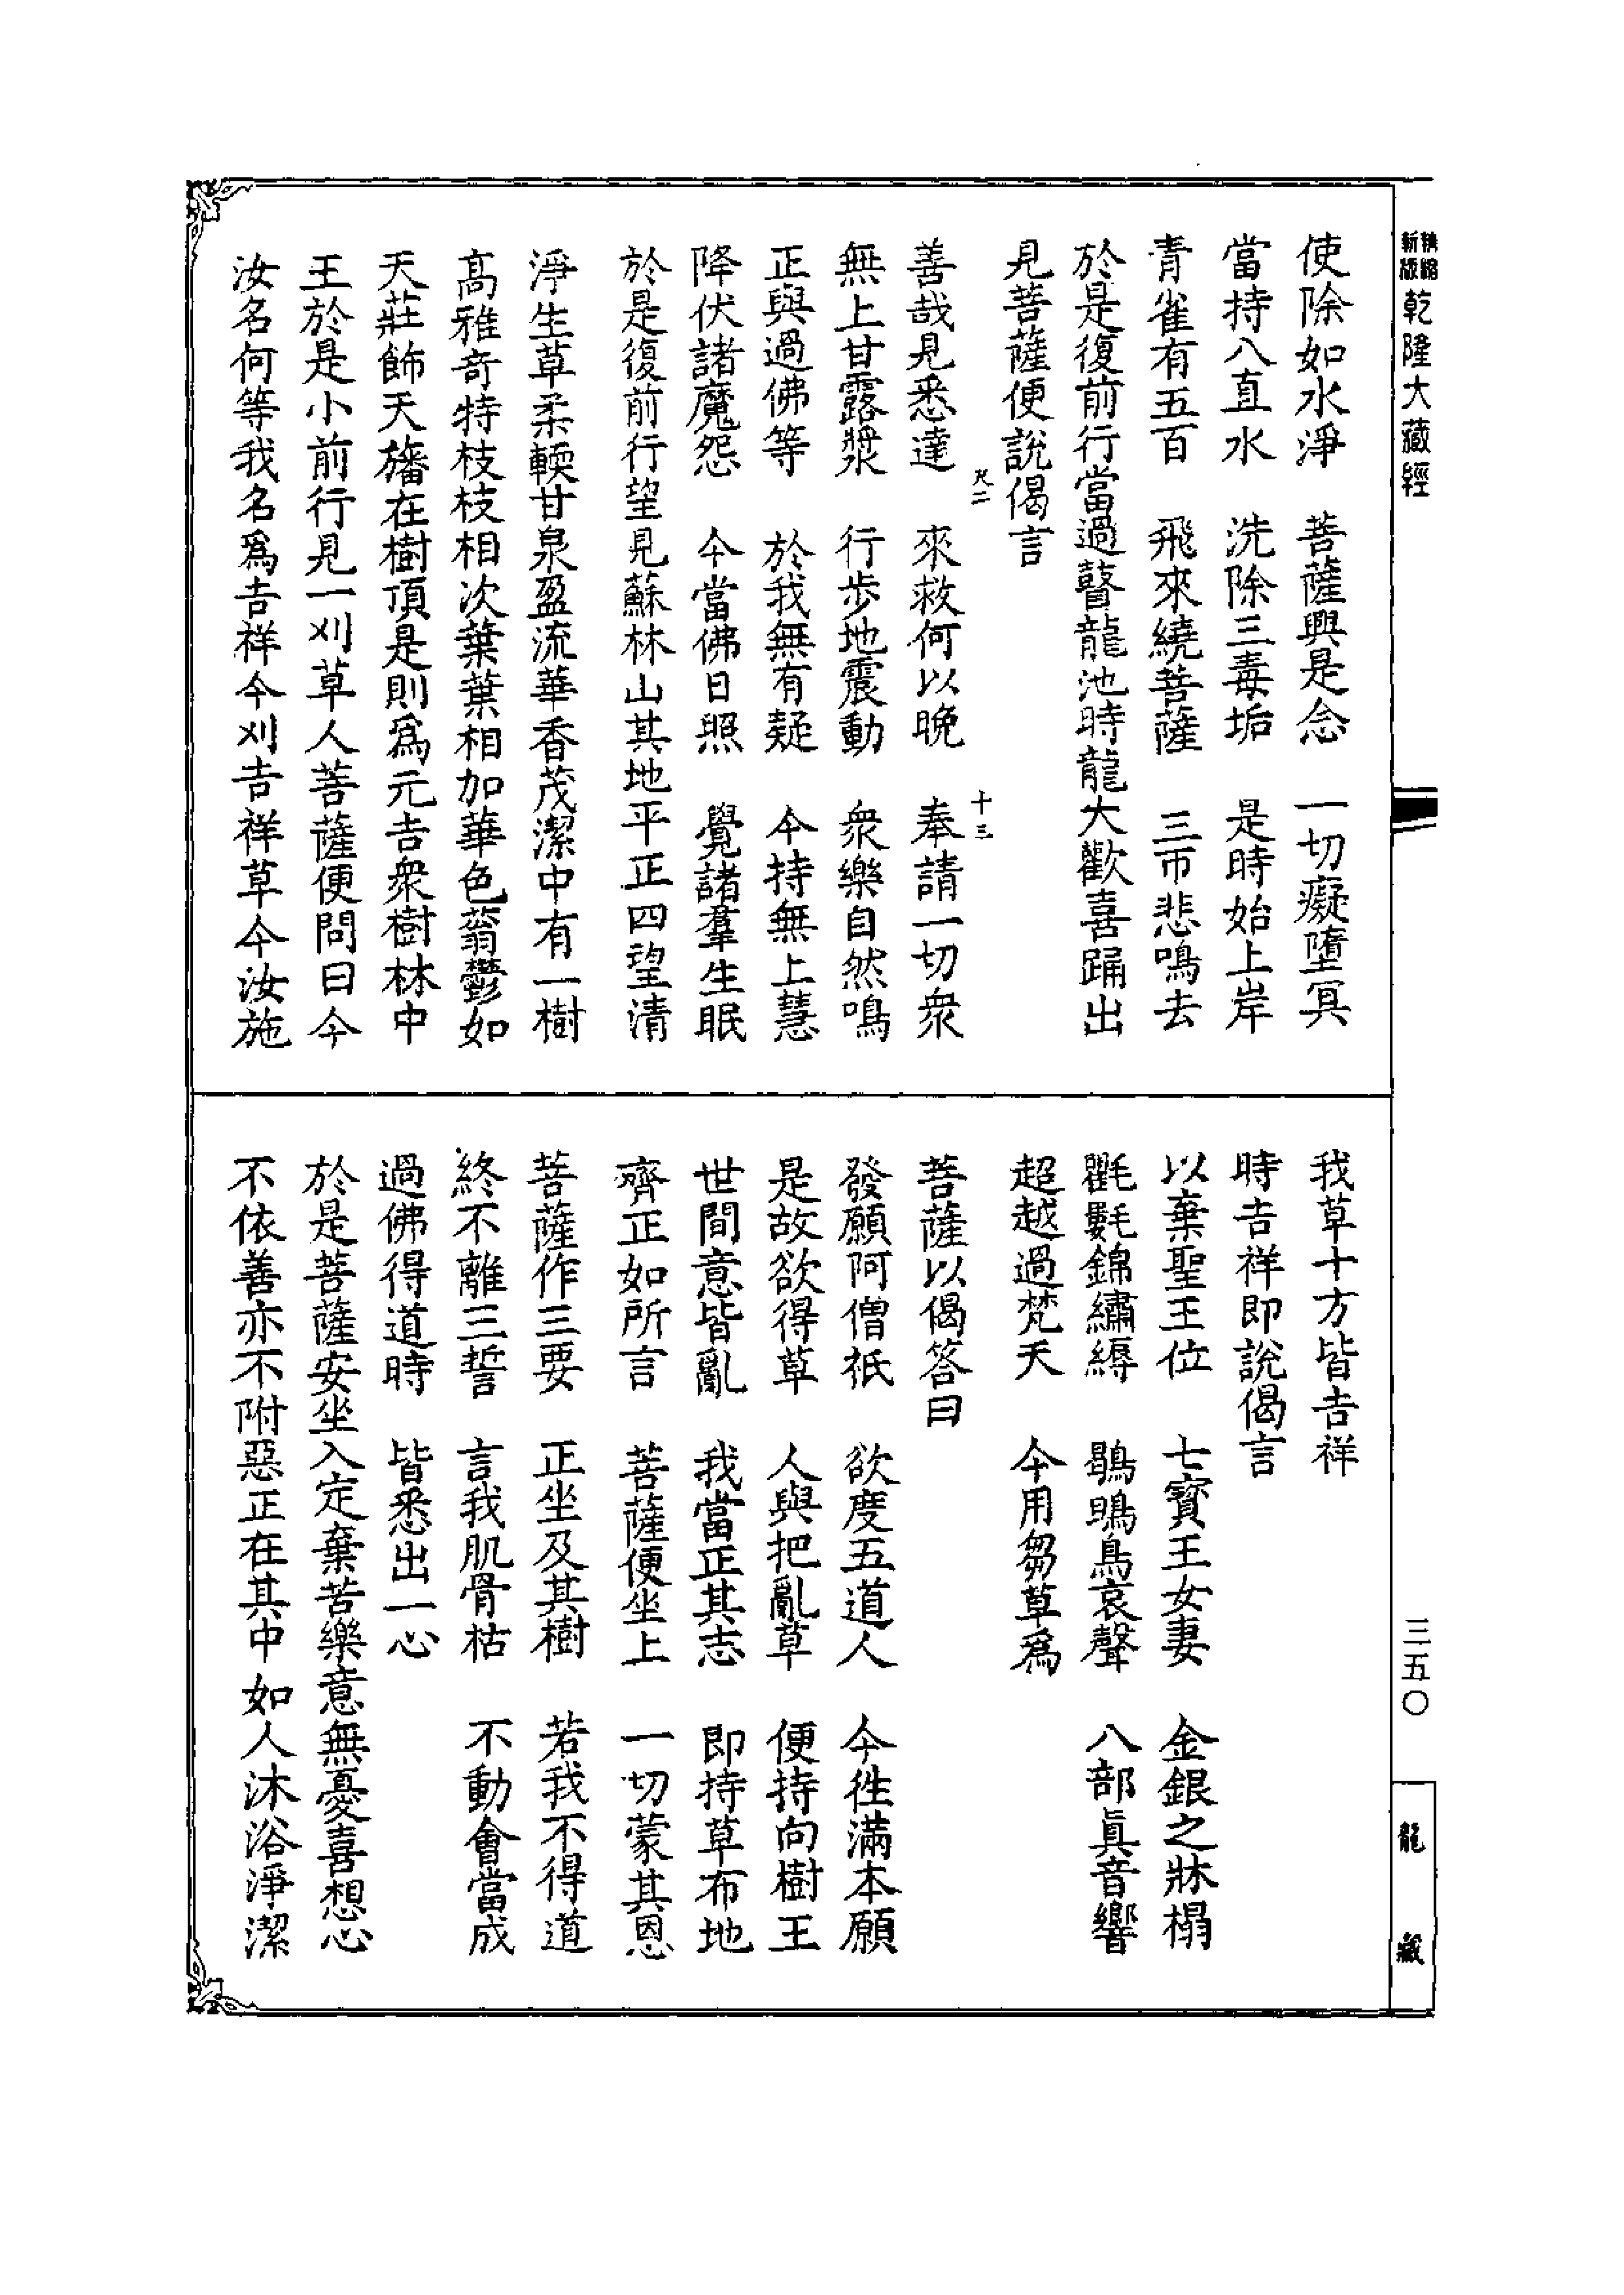 精縮
新版
乾隆大藏經
使除如水淨　菩薩興是念　一切癡墮冥
當持八直水　洗除三毒垢　是時始上岸
青雀有五百　飛來繞菩薩　三帀悲鳴去
於是復前行當過瞽龍池時龍大歡喜踊出
見菩薩便說偈言
尺二　十三
善哉見悉達　來救何以晚　奉請一切衆
無上甘露漿　行步地震動　衆樂自然鳴
正與過佛等　於我無有疑　今持無上慧
降伏諸魔怨　今當佛日照　覺諸羣生眠
於是復前行望見蘇林山其地平正四望清
淨生草柔輭甘泉盈流華香茂潔中有一樹
高雅奇特枝枝相次葉葉相加華色蓊鬱如
天莊飾天旛在樹頂是則爲元吉衆樹林中
王於是小前行見一刈草人菩薩便問曰今
汝名何等我名爲吉祥今刈吉祥草今汝施
我草十方皆吉祥
時吉祥即說偈言
以棄聖王位　七寶王女妻　金銀之牀榻
氍毹錦繡縟　鵾鳴鳥哀聲　八部眞音響
超越過梵天　今用芻草爲
菩薩以偈答曰
發願阿僧祇　欲度五道人　今徃滿本願
是故欲得草　人與把亂草　便持向樹王
世間意皆亂　我當正其志　即持草布地
齊正如所言　菩薩便坐上　一切蒙其恩
菩薩作三要　正坐及其樹　若我不得道
終不離三誓　言我肌骨枯　不動會當成
過佛得道時　皆悉出一心
於是菩薩安坐入定棄苦樂意無憂喜想心
不依善亦不附惡正在其中如人沐浴淨潔
三五〇
龍藏